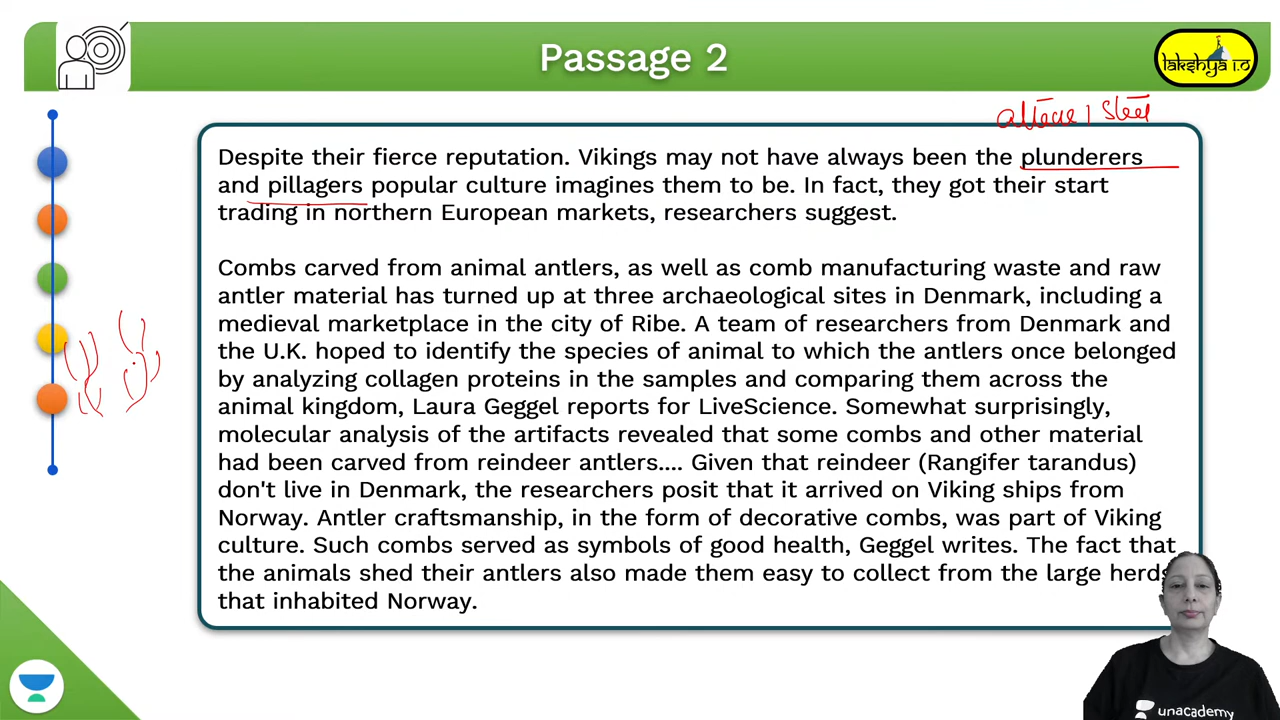 Passage 2
lakshya 1.0
Despite their fierce reputation. Vikings may not have always been the plunderers
and pillagers popular culture imagines them to be. In fact, they got their start
trading in northern European markets, researchers suggest.
Combs carved from animal antlers, as well as comb manufacturing waste and raw
antler material has turned up at three archaeological sites in Denmark, including a
medieval marketplace in the city of Ribe. A team of researchers from Denmark and
the U.K. hoped to identify the species of animal to which the antlers once belonged
by analyzing collagen proteins in the samples and comparing them across the
animal kingdom, Laura Geggel reports for LiveScience. Somewhat surprisingly,
molecular analysis of the artifacts revealed that some combs and other material
had been carved from reindeer antlers.... Given that reindeer (Rangifer tarandus)
don't live in Denmark, the researchers posit that it arrived on Viking ships from
Norway. Antler craftsmanship, in the form of decorative combs, was part of Viking
culture. Such combs served as symbols of good health, Geggel writes. The fact that
the animals shed their antlers also made them easy to collect from the large herds
that inhabited Norway.
unacademy